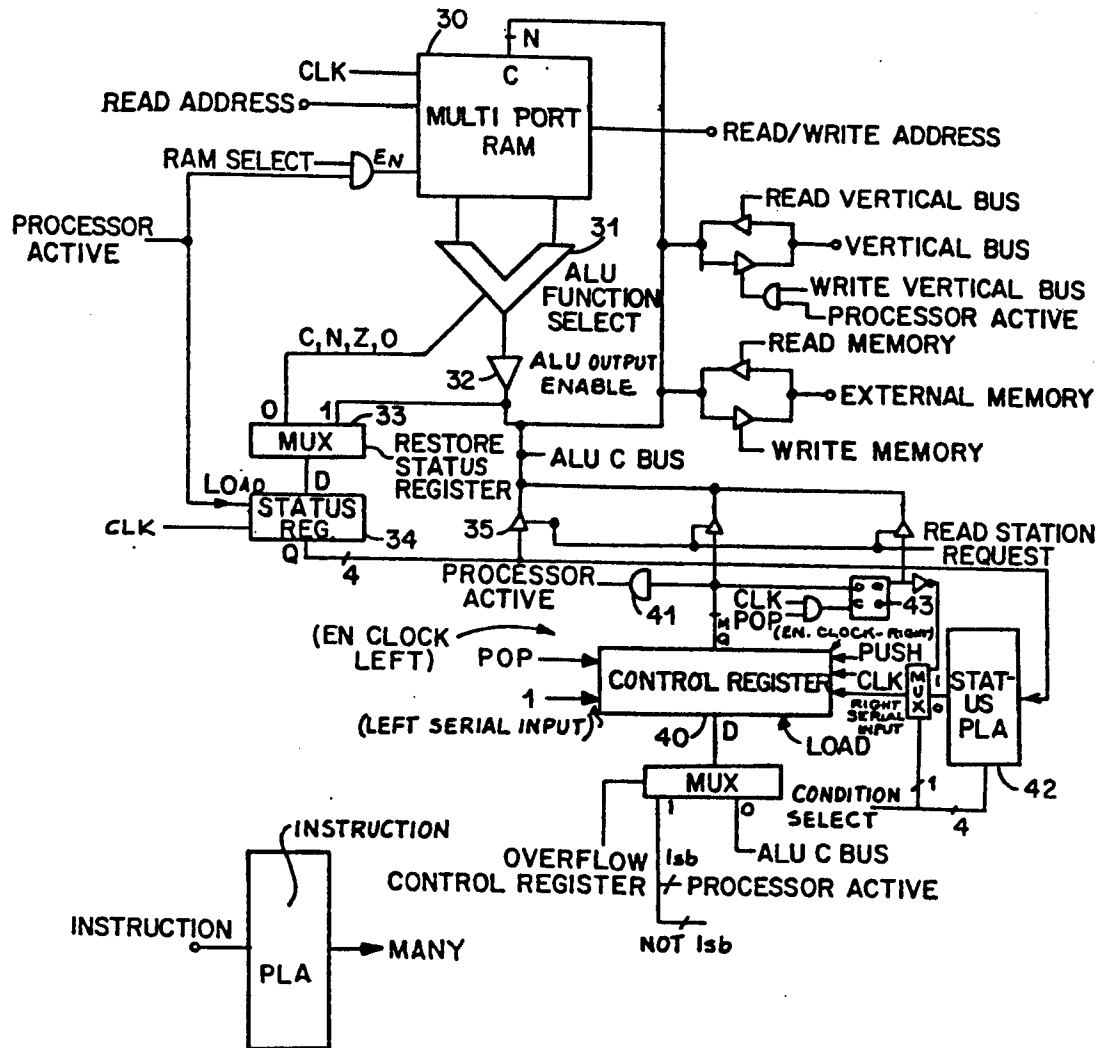 30
N
CLK
C
READ ADDRESS
MULTI PORT
RAM
READ/WRITE ADDRESS
RAM SELECT
EN
READ VERTICAL BUS
PROCESSOR
ACTIVE
31
VERTICAL BUS
ALU
FUNCTION
SELECT
WRITE VERTICAL BUS
PROCESSOR ACTIVE
C,N,Z,O
READ MEMORY
32
ALU OUTPUT
ENABLE
EXTERNAL MEMORY
0
1
33
MUX
RESTORE
STATUS
REGISTER
WRITE MEMORY
ALU C BUS
D
LOAD
STATUS
REG.
CLK
34
35
READ STATION
REQUEST
Q
4
PROCESSOR
ACTIVE
41
CLK
POP
43
(EN CLOCK
LEFT)
M
Q
(EN. CLOCK-RIGHT)
POP
PUSH
CONTROL REGISTER
CLK
MUX
1
0
STAT-
US
PLA
1
(LEFT SERIAL INPUT)
RIGHT
SERIAL
INPUT
40
D
LOAD
42
MUX
1
0
CONDITION
SELECT
1
4
INSTRUCTION
OVERFLOW
CONTROL REGISTER
lsb
ALU C BUS
PROCESSOR ACTIVE
INSTRUCTION
MANY
NOT lsb
PLA